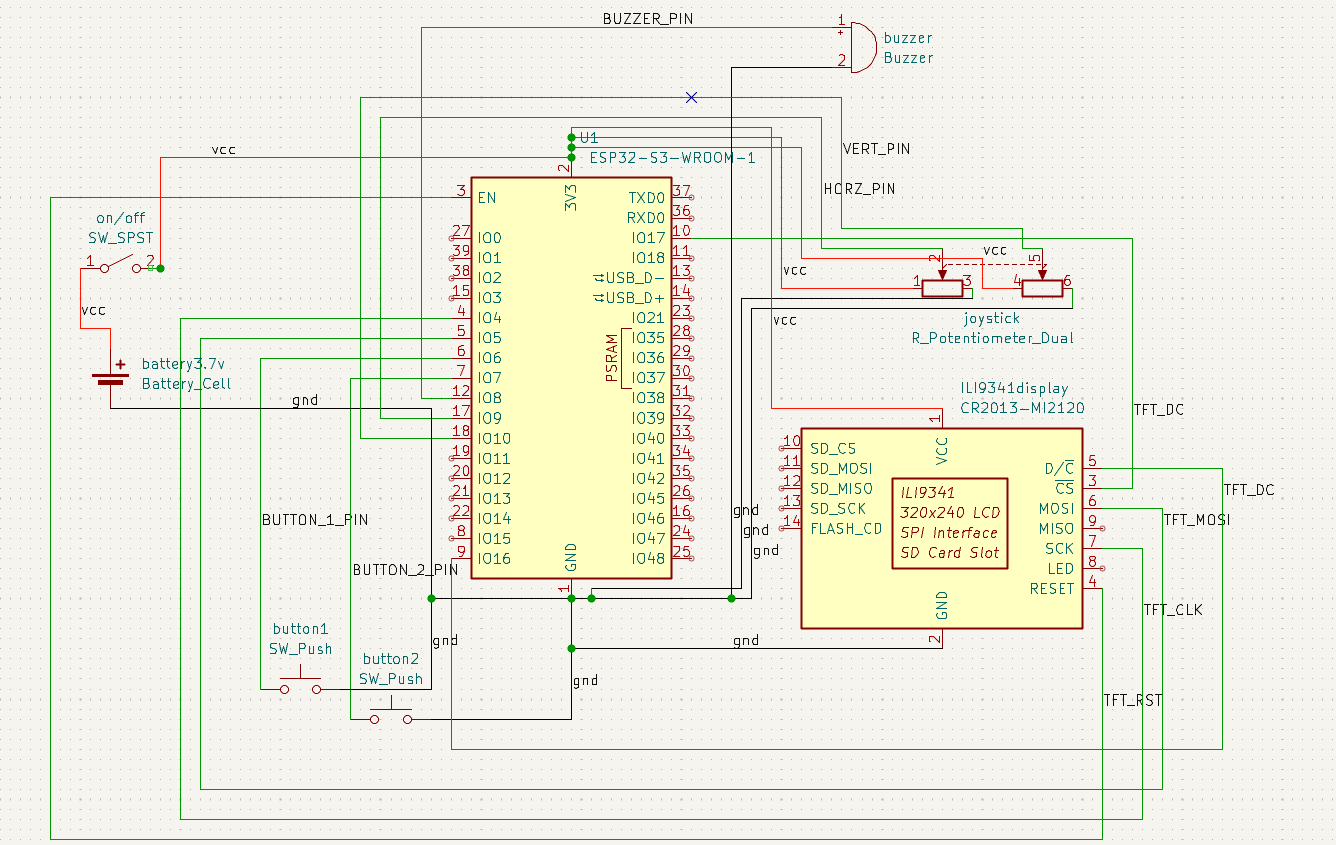 BUZZER_PIN
1
+
buzzer
Buzzer
2
vcc
U1
ESP32-S3-WROOM-1
VERT_PIN
HORZ_PIN
2
3V3
3 EN
TXD0 37
RXD0 36
27 IO0
IO17 10
39 IO1
IO18 11
38 IO2
USB_D- 13
15 IO3
USB_D+ 14
4 IO4
IO21 23
5 IO5
IO35 28
6 IO6
IO36 29
7 IO7
IO37 30
12 IO8
IO38 31
17 IO9
IO39 32
18 IO10
IO40 33
19 IO11
IO41 34
20 IO12
IO42 35
21 IO13
IO45 26
22 IO14
IO46 16
8 IO15
IO47 24
9 IO16
IO48 25
PSRAM
GND
1
on/off
SW_SPST
1 2
vcc
+
battery3.7v
Battery_Cell
gnd
vcc
vcc
vcc
2 5
1 3 4 6
joystick
R_Potentiometer_Dual
ILI9341display
CR2013-MI2120
1
VCC
10 SD_CS
11 SD_MOSI
12 SD_MISO
13 SD_SCK
14 FLASH_CD
ILI9341
320x240 LCD
SPI Interface
SD Card Slot
D/C 5
CS 3
MOSI 6
MISO 9
SCK 7
LED 8
RESET 4
GND
2
TFT_DC
TFT_DC
TFT_MOSI
TFT_CLK
TFT_RST
gnd
gnd
gnd
BUTTON_1_PIN
BUTTON_2_PIN
button1
SW_Push
button2
SW_Push
gnd
gnd
gnd